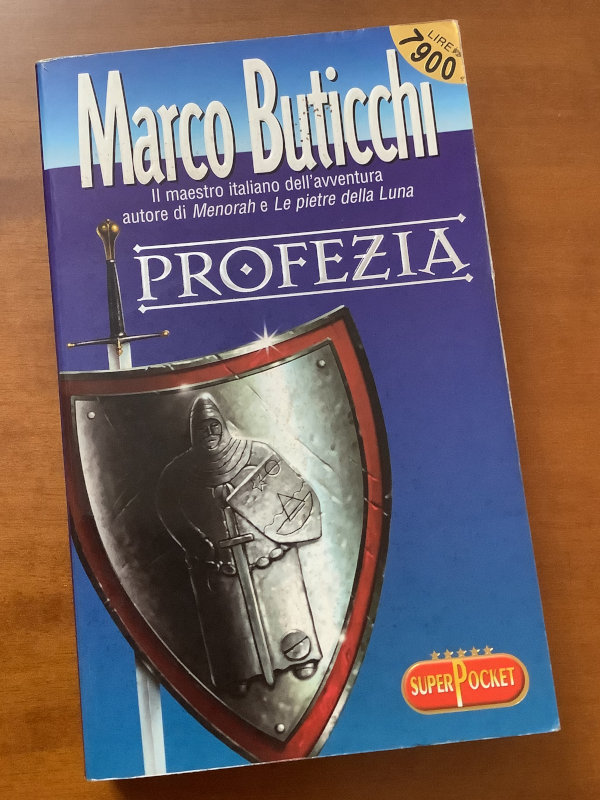 LIRE
7900
Marco Buticchi
Il maestro italiano dell'avventura
autore di Menorah e Le pietre della Luna
PROFEZIA
SUPERPOCKET